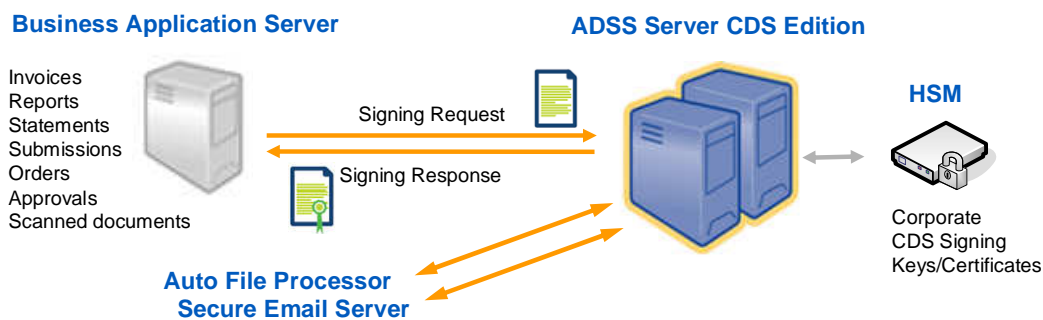 Business Application Server
ADSS Server CDS Edition
Invoices
Reports
Statements
Submissions
Orders
Approvals
Scanned documents
Signing Request
Signing Response
HSM
Corporate
CDS Signing
Keys/Certificates
Auto File Processor
Secure Email Server